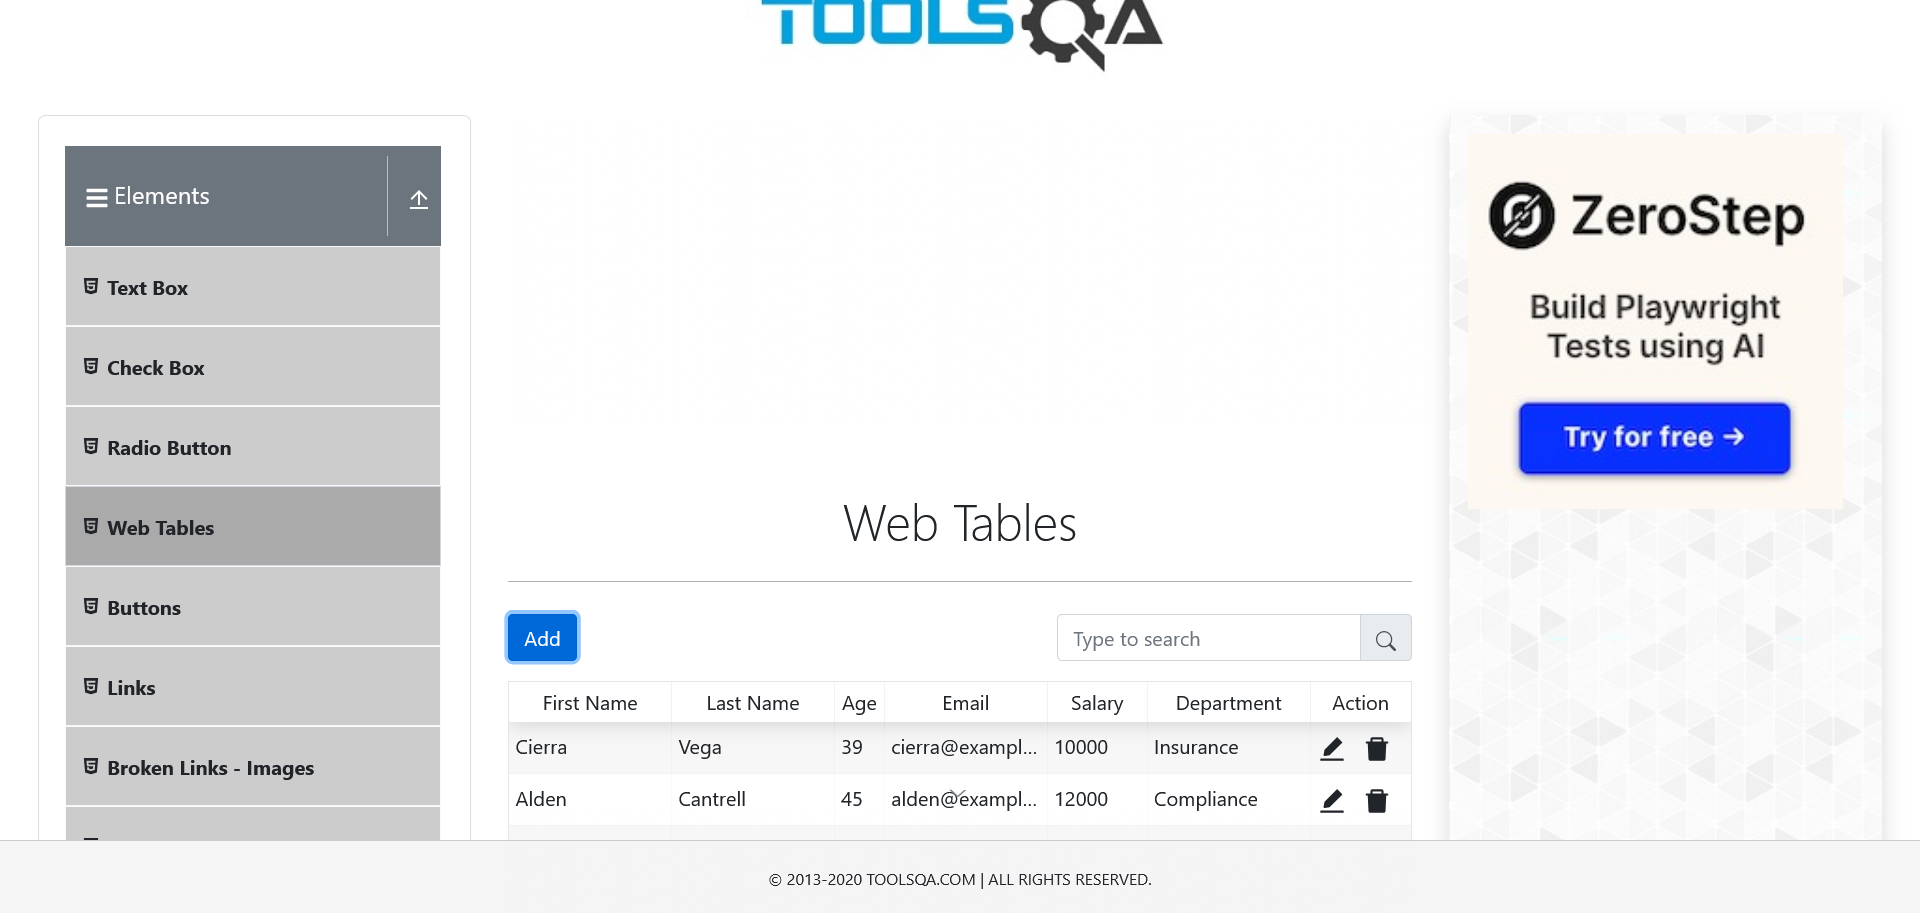 TOOLSQA
Elements
Text Box
Check Box
Radio Button
Web Tables
Buttons
Links
Broken Links - Images
Web Tables
Add
Type to search
First Name Last Name Age Email Salary Department Action
Cierra Vega 39 cierra@exampl... 10000 Insurance
Alden Cantrell 45 alden@exampl... 12000 Compliance
ZeroStep
Build Playwright
Tests using AI
Try for free →
© 2013-2020 TOOLSQA.COM | ALL RIGHTS RESERVED.